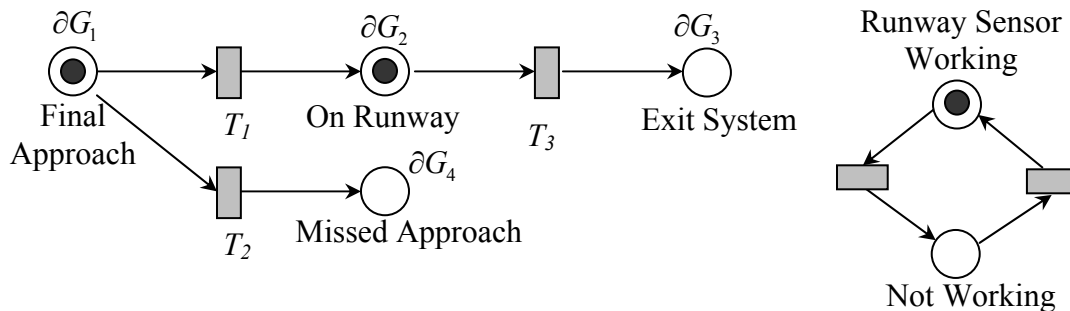 ∂G₁
∂G₂
∂G₃
Runway Sensor
Working
Final
Approach
T₁
On Runway
T₃
Exit System
∂G₄
T₂
Missed Approach
Not Working